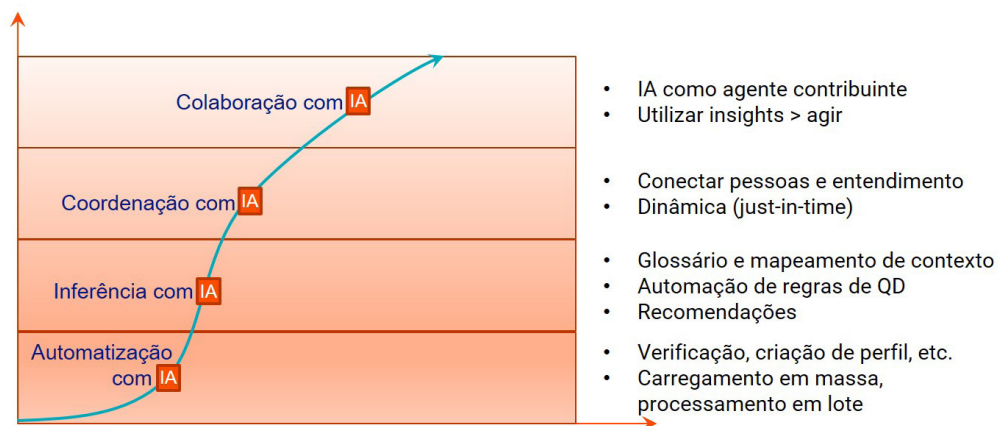 Colaboração com IA
• IA como agente contribuinte
• Utilizar insights > agir
Coordenação com IA
• Conectar pessoas e entendimento
• Dinâmica (just-in-time)
Inferência com IA
• Glossário e mapeamento de contexto
• Automação de regras de QD
• Recomendações
Automatização
com IA
• Verificação, criação de perfil, etc.
• Carregamento em massa,
processamento em lote